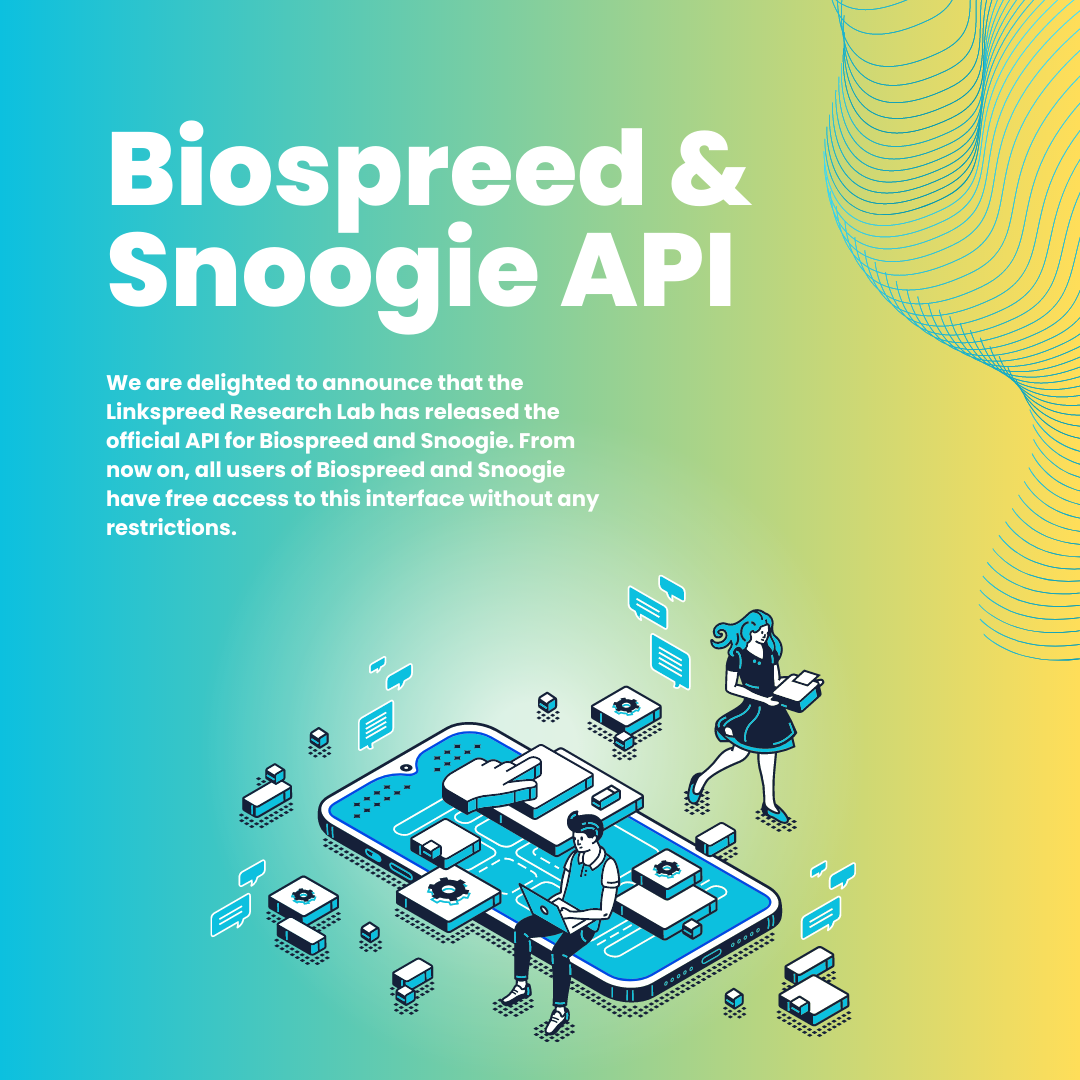 Biospreed &
Snoogie API
We are delighted to announce that the
Linkspreed Research Lab has released the
official API for Biospreed and Snoogie. From
now on, all users of Biospreed and Snoogie
have free access to this interface without any
restrictions.